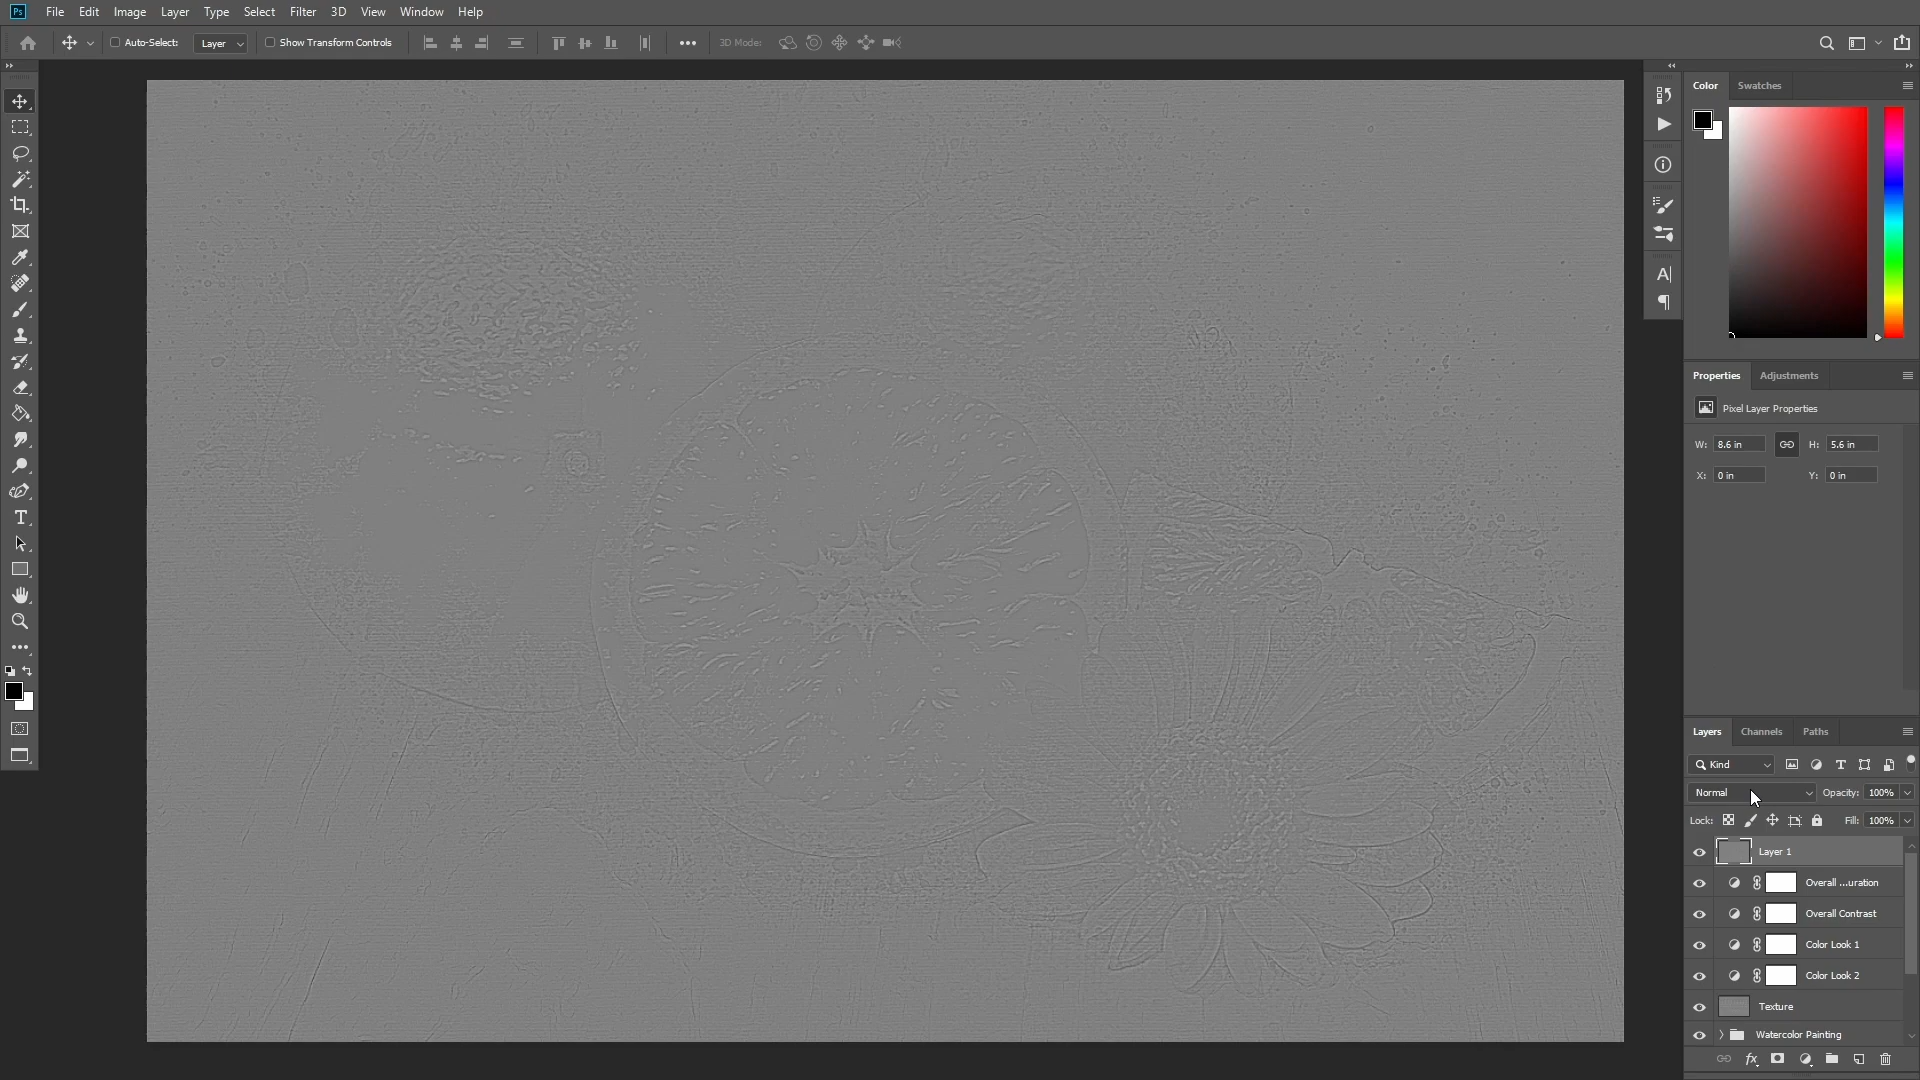 Ps File Edit Image Layer Type Select Filter 3D View Window Help
Auto-Select: Layer Show Transform Controls 3D Mode:
Color Swatches
Properties Adjustments
Pixel Layer Properties
W: 8.6 in H: 5.6 in
X: 0 in Y: 0 in
Layers Channels Paths
Kind
Normal Opacity: 100%
Lock: Fill: 100%
Layer 1
Overall ...uration
Overall Contrast
Color Look 1
Color Look 2
Texture
Watercolor Painting